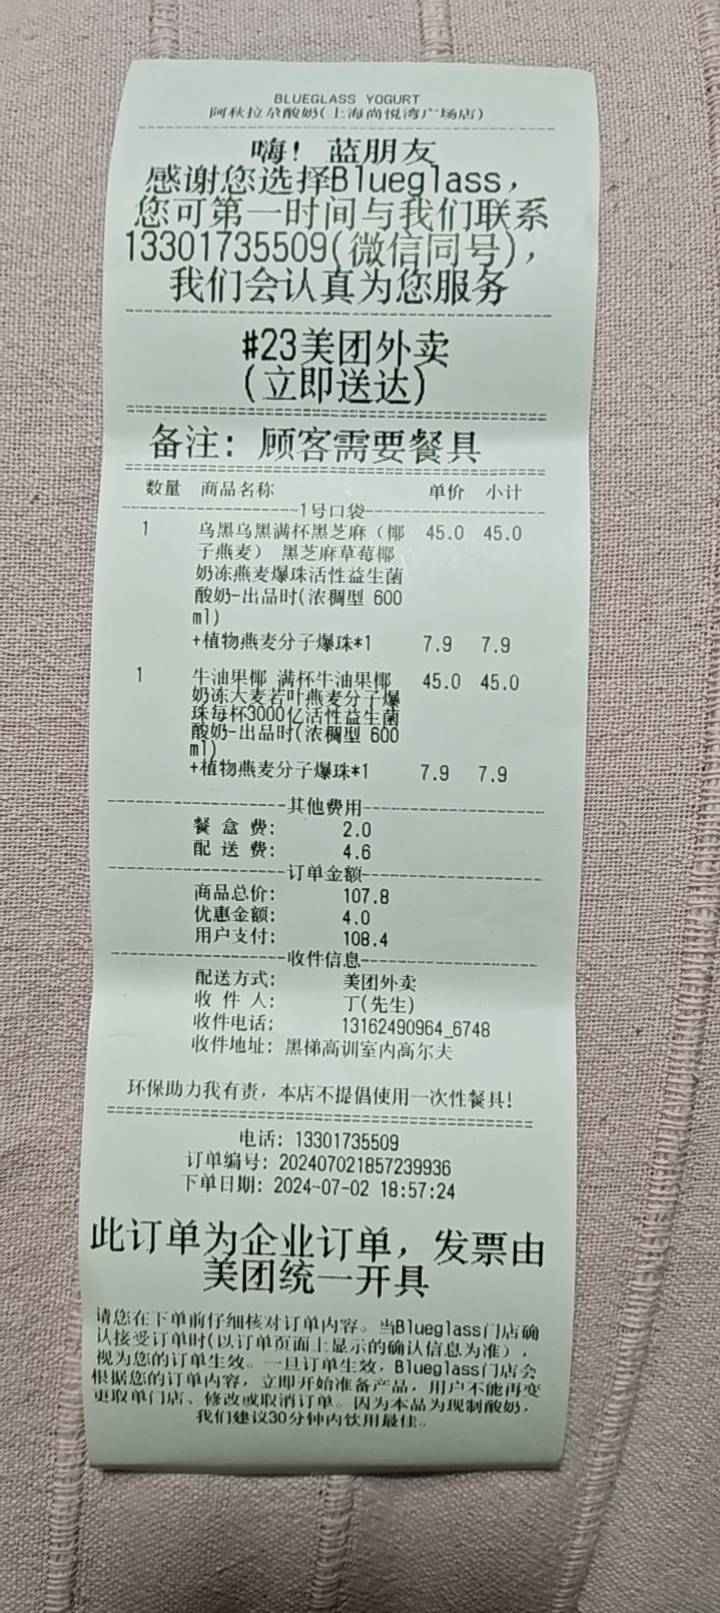 BLUEGLASS YOGURT
阿秋拉尕酸奶(上海尚悦湾广场店)
嗨! 蓝朋友
感谢您选择Blueglass,
您可第一时间与我们联系
13301735509(微信同号),
我们会认真为您服务
#23美团外卖
(立即送达)
备注: 顾客需要餐具
数量 商品名称 单价 小计
1号口袋
1 乌黑乌黑满杯黑芝麻（椰 45.0 45.0
子燕麦） 黑芝麻草莓椰
奶冻燕麦爆珠活性益生菌
酸奶-出品时(浓稠型 600
ml)
+植物燕麦分子爆珠*1 7.9 7.9
1 牛油果椰 满杯牛油果椰 45.0 45.0
奶冻大麦若叶燕麦分子爆
珠每杯3000亿活性益生菌
酸奶-出品时(浓稠型 600
ml)
+植物燕麦分子爆珠*1 7.9 7.9
其他费用
餐 盒 费: 2.0
配 送 费: 4.6
订单金额
商品总价: 107.8
优惠金额: 4.0
用户支付: 108.4
收件信息
配送方式: 美团外卖
收 件 人: 丁(先生)
收件电话: 13162490964_6748
收件地址: 黑梯高训室内高尔夫
环保助力我有责, 本店不提倡使用一次性餐具!
电话: 13301735509
订单编号: 202407021857239936
下单日期: 2024-07-02 18:57:24
此订单为企业订单, 发票由
美团统一开具
请您在下单前仔细核对订单内容。当Blueglass门店确
认接受订单时(以订单页面上显示的确认信息为准),
视为您的订单生效。一旦订单生效, Blueglass门店会
根据您的订单内容, 立即开始准备产品, 用户不能再变
更取单门店、修改或取消订单。因为本品为现制酸奶,
我们建议30分钟内饮用最佳。